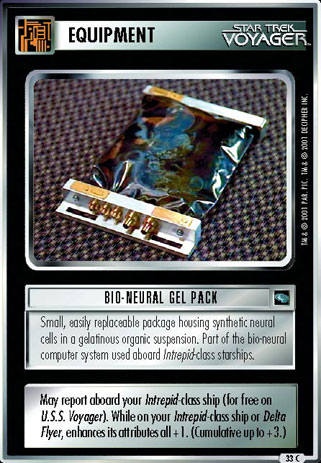 EQUIPMENT
STAR TREK
VOYAGER™
TM & © 2001 PAR. PIC. TM & © 2001 DECIPHER INC.
BIO-NEURAL GEL PACK
Small, easily replaceable package housing synthetic neural
cells in a gelatinous organic suspension. Part of the bio-neural
computer system used aboard Intrepid-class starships.
May report aboard your Intrepid-class ship (for free on
U.S.S. Voyager). While on your Intrepid-class ship or Delta
Flyer, enhances its attributes all +1. (Cumulative up to +3.)
33 C